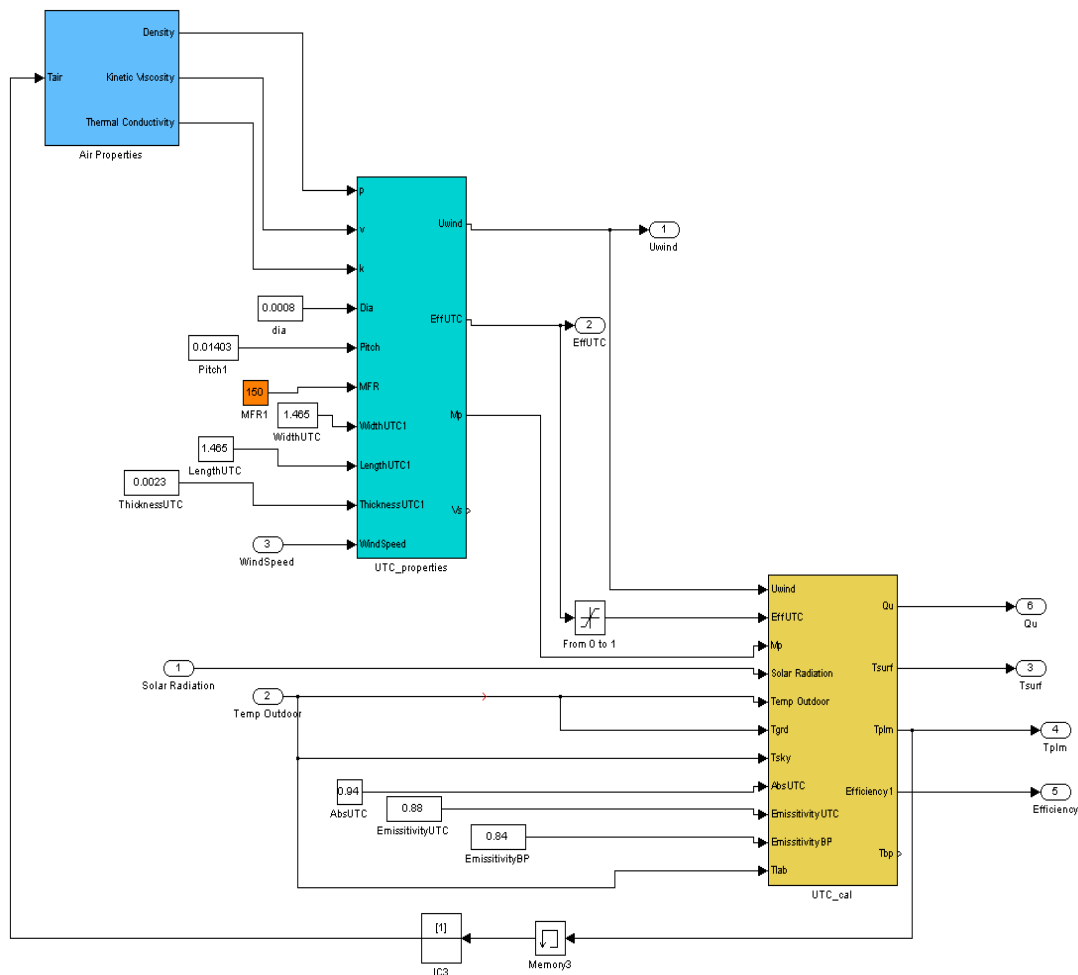 Density
Tair
Kinetic Viscosity
Thermal Conductivity
Air Properties
p
Uwind
v
1
Uwind
k
0.0008
dia
Dia
EffUTC
2
EffUTC
0.01403
Pitch1
Pitch
150
MFR1
MFR
1.465
WidthUTC
WidthUTC1
Mp
1.465
LengthUTC
LengthUTC1
0.0023
ThicknessUTC
ThicknessUTC1
Vs
3
WindSpeed
WindSpeed
UTC_properties
Uwind
Qu
6
Qu
EffUTC
From 0 to 1
Mp
1
Solar Radiation
Solar Radiation
Tsurf
3
Tsurf
2
Temp Outdoor
Temp Outdoor
Tgrd
Tplm
4
Tplm
Tsky
0.94
AbsUTC
AbsUTC
Efficiency1
5
Efficiency
0.88
EmissitivityUTC
EmissitivityUTC
0.84
EmissitivityBP
EmissitivityBP
Tbp
Tlab
UTC_cal
[1]
IC3
Memory3